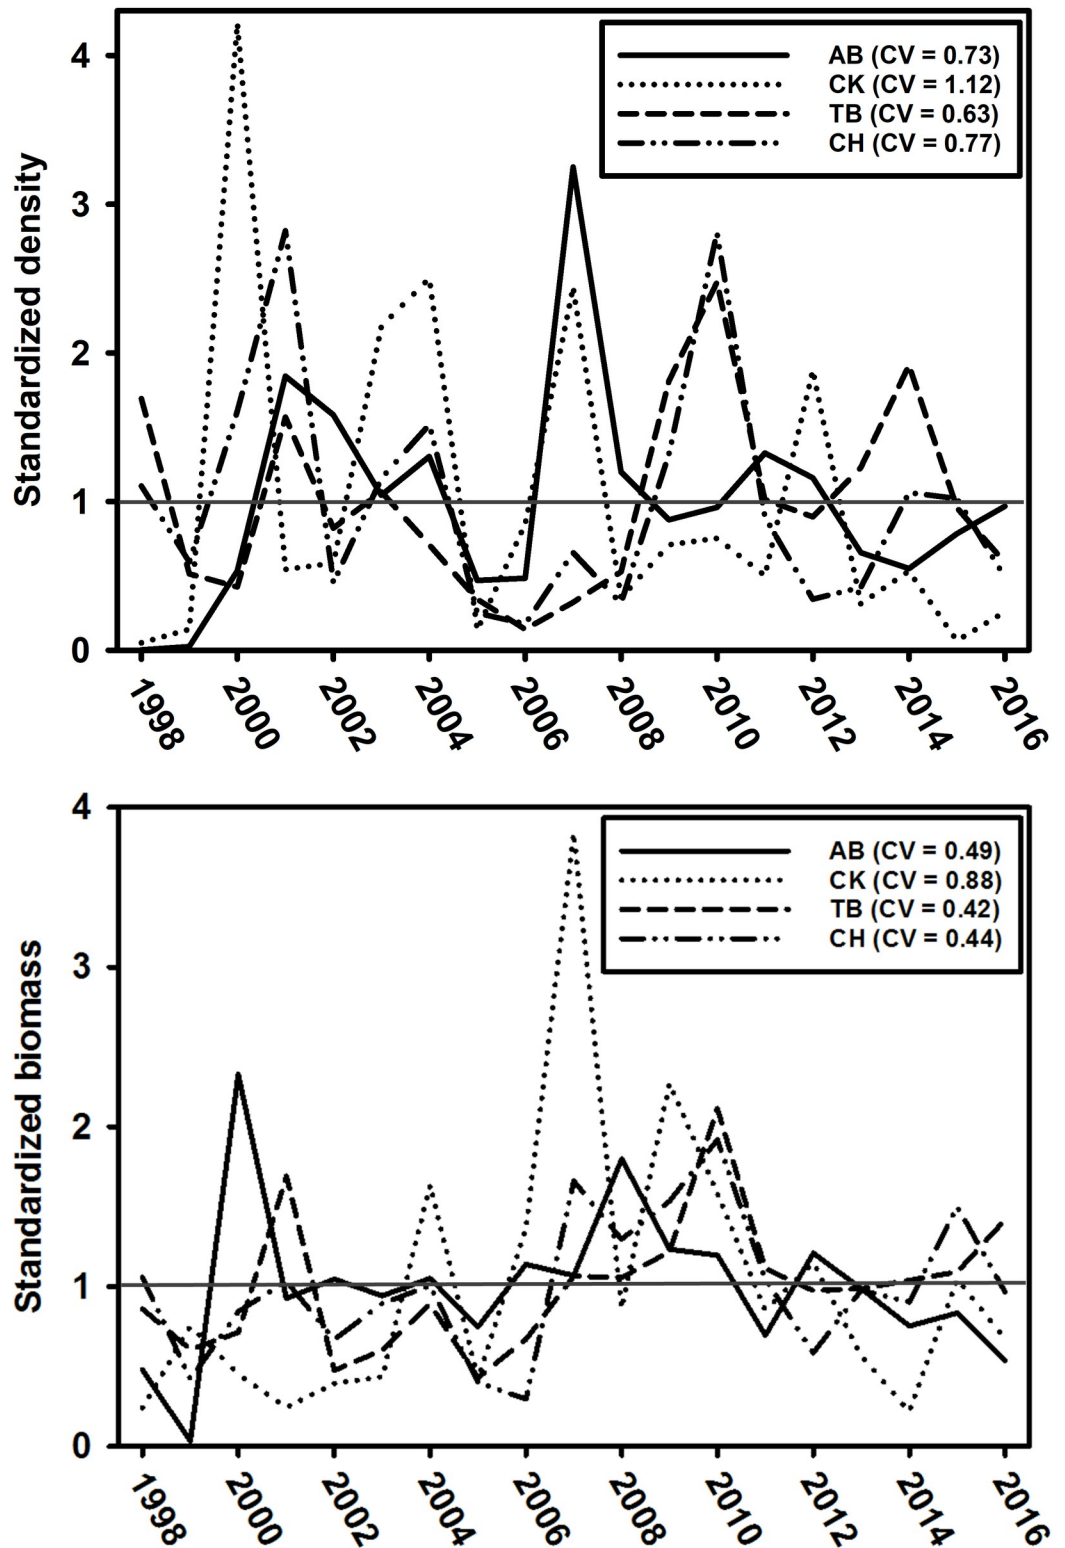 Standardized density
4
3
2
1
0
AB (CV = 0.73)
CK (CV = 1.12)
TB (CV = 0.63)
CH (CV = 0.77)
1998 2000 2002 2004 2006 2008 2010 2012 2014 2016
Standardized biomass
4
3
2
1
0
AB (CV = 0.49)
CK (CV = 0.88)
TB (CV = 0.42)
CH (CV = 0.44)
1998 2000 2002 2004 2006 2008 2010 2012 2014 2016